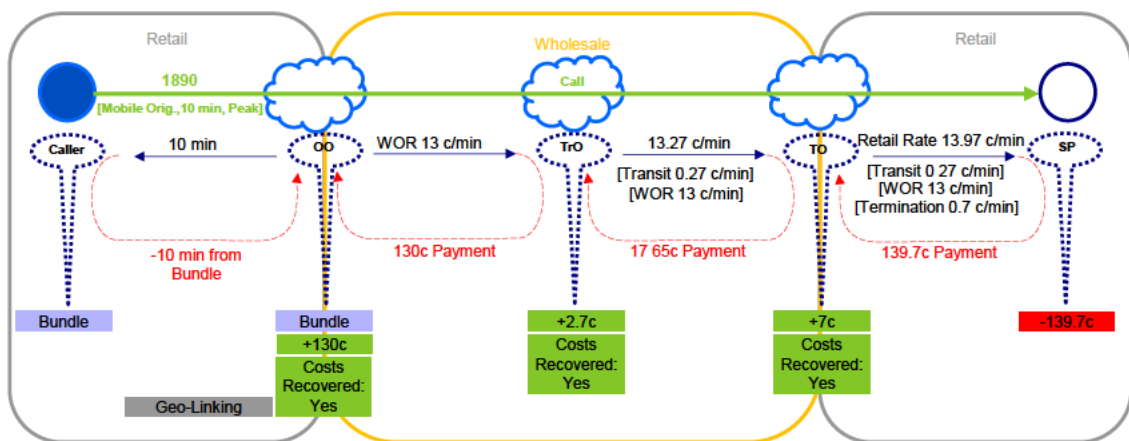 Retail
Wholesale
Retail
1890
Call
[Mobile Orig.,10 min, Peak]
Caller
10 min
OO
WOR 13 c/min
TrO
13.27 c/min
TO
Retail Rate 13.97 c/min
SP
[Transit 0.27 c/min]
[WOR 13 c/min]
[Transit 0 27 c/min]
[WOR 13 c/min]
[Termination 0.7 c/min]
-10 min from
Bundle
130c Payment
17 65c Payment
139.7c Payment
Bundle
Bundle
+2.7c
+7c
-139.7c
+130c
Costs
Recovered:
Yes
Costs
Recovered:
Yes
Costs
Recovered:
Yes
Geo-Linking